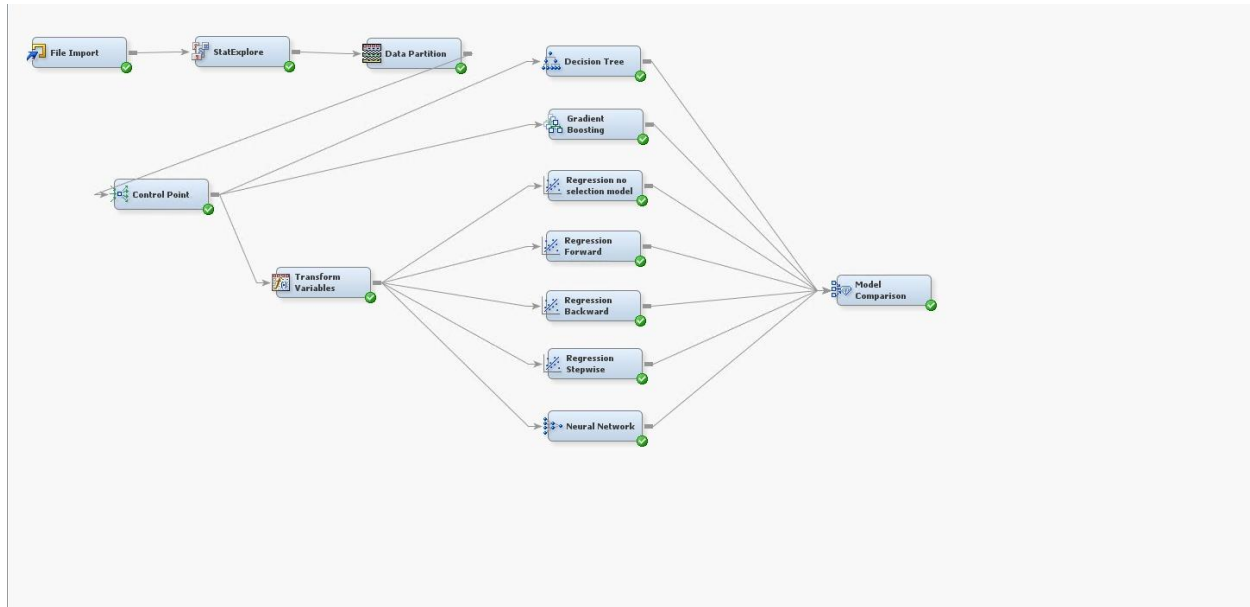 File Import
StatExplore
Data Partition
Decision Tree
Gradient
Boosting
Control Point
Regression no
selection model
Regression
Forward
Transform
Variables
Regression
Backward
Model
Comparison
Regression
Stepwise
Neural Network